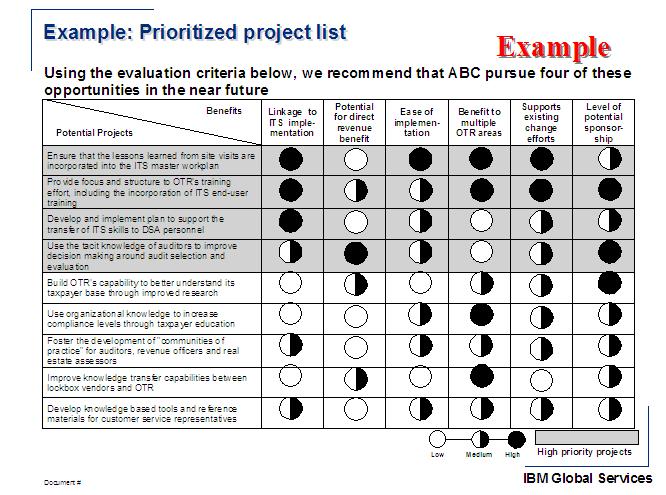 Example: Prioritized project list
Example
Using the evaluation criteria below, we recommend that ABC pursue four of these
opportunities in the near future
Benefits
Potential Projects
Linkage to
ITS imple-
mentation
Potential
for direct
revenue
benefit
Ease of
implemen-
tation
Benefit to
multiple
OTR areas
Supports
existing
change
efforts
Level of
potential
sponsor-
ship
Ensure that the lessons learned from site visits are
incorporated into the ITS master workplan
Provide focus and structure to OTR's training
effort, including the incorporation of ITS end-user
training
Develop and implement plan to support the
transfer of ITS skills to DSA personnel
Use the tacit knowledge of auditors to improve
decision making around audit selection and
evaluation
Build OTR's capability to better understand its
taxpayer base through improved research
Use organizational knowledge to increase
compliance levels through taxpayer education
Foster the development of "communities of
practice" for auditors, revenue officers and real
estate assessors
Improve knowledge transfer capabilities between
lockbox vendors and OTR
Develop knowledge based tools and reference
materials for customer service representatives
Low Medium High
High priority projects
Document #
IBM Global Services